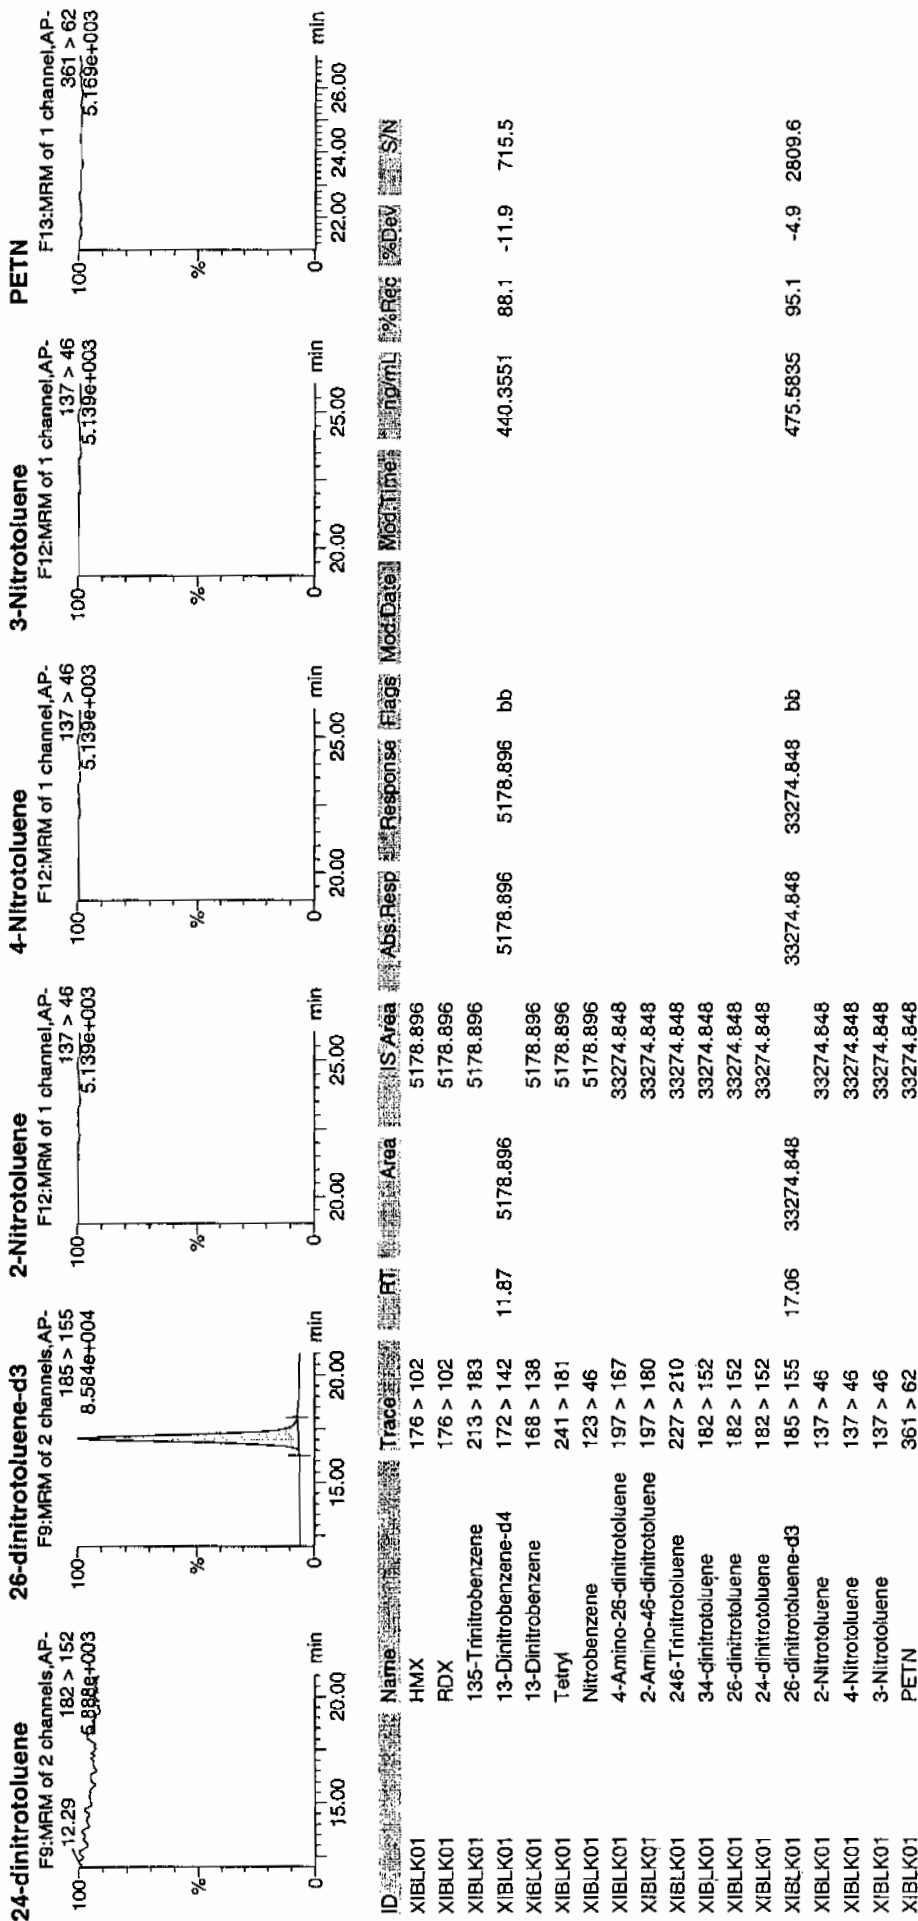 24-dinitrotoluene
F9:MRM of 2 channels,AP-
12.29
182 > 152
5.888e+003
100
%
0
15.00
20.00
min
26-dinitrotoluene-d3
F9:MRM of 2 channels,AP-
185 > 155
8.584e+004
100
%
0
15.00
20.00
min
2-Nitrotoluene
F12:MRM of 1 channel,AP-
137 > 46
5.139e+003
100
%
0
20.00
25.00
min
4-Nitrotoluene
F12:MRM of 1 channel,AP-
137 > 46
5.139e+003
100
%
0
20.00
25.00
min
3-Nitrotoluene
F12:MRM of 1 channel,AP-
137 > 46
5.139e+003
100
%
0
20.00
25.00
min
PETN
F13:MRM of 1 channel,AP-
361 > 62
5.169e+003
100
%
0
22.00
24.00
26.00
min
ID Name Trace RT Area IS Area Abs.Resp Response Flags Mod.Date Mod.Time ng/mL %Rec %Dev S/N
XIBLK01 HMX 176 > 102 5178.896
XIBLK01 RDX 176 > 102 5178.896
XIBLK01 135-Trinitrobenzene 213 > 183 5178.896
XIBLK01 13-Dinitrobenzene-d4 172 > 142 11.87 5178.896 5178.896 5178.896 bb 440.3551 88.1 -11.9 715.5
XIBLK01 13-Dinitrobenzene 168 > 138 5178.896
XIBLK01 Tetryl 241 > 181 5178.896
XIBLK01 Nitrobenzene 123 > 46 5178.896
XIBLK01 4-Amino-26-dinitrotoluene 197 > 167 33274.848
XIBLK01 2-Amino-46-dinitrotoluene 197 > 180 33274.848
XIBLK01 246-Trinitrotoluene 227 > 210 33274.848
XIBLK01 34-dinitrotoluene 182 > 152 33274.848
XIBLK01 26-dinitrotoluene 182 > 152 33274.848
XIBLK01 24-dinitrotoluene 182 > 152 33274.848
XIBLK01 26-dinitrotoluene-d3 185 > 155 17.06 33274.848 33274.848 33274.848 bb 475.5835 95.1 -4.9 2809.6
XIBLK01 2-Nitrotoluene 137 > 46 33274.848
XIBLK01 4-Nitrotoluene 137 > 46 33274.848
XIBLK01 3-Nitrotoluene 137 > 46 33274.848
XIBLK01 PETN 361 > 62 33274.848